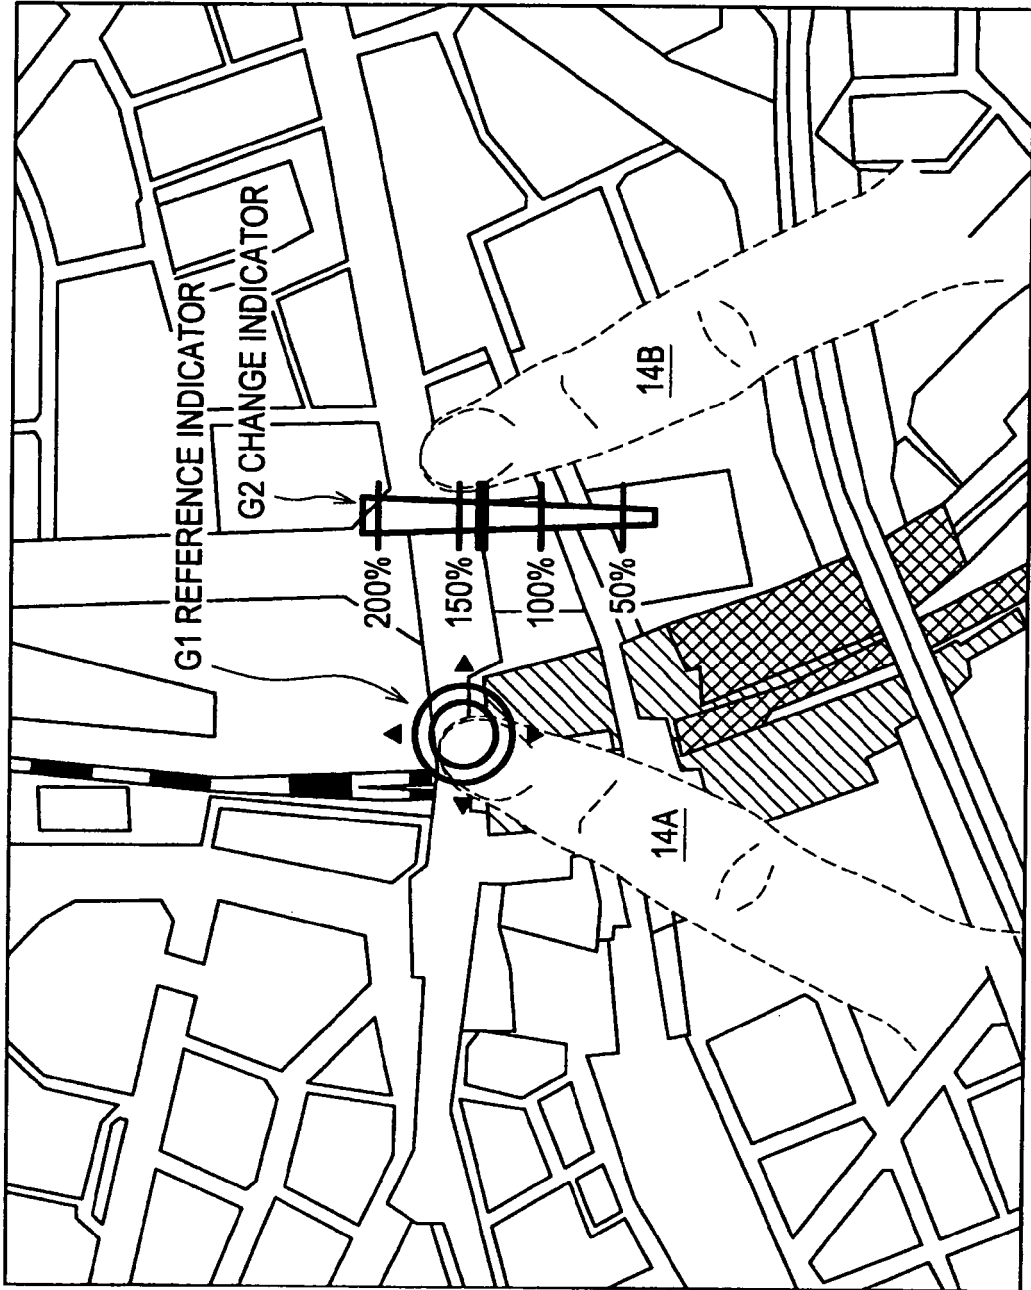 G1 REFERENCE INDICATOR
G2 CHANGE INDICATOR
200%
150%
100%
50%
14A
14B